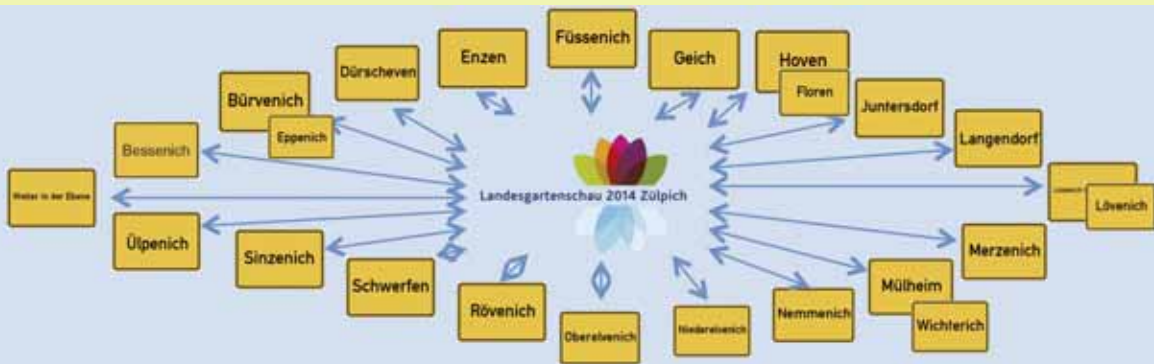 Füssenich
Enzen
Geich
Hoven
Floren
Dürscheven
Juntersdorf
Bürvenich
Eppenich
Langendorf
Bessenich
Weiler in der Ebene
Landesgartenschau 2014 Zülpich
Lövenich
Ülpenich
Sinzenich
Merzenich
Schwerfen
Mülheim
Rövenich
Nemmenich
Wichterich
Oberelvenich
Niederelvenich